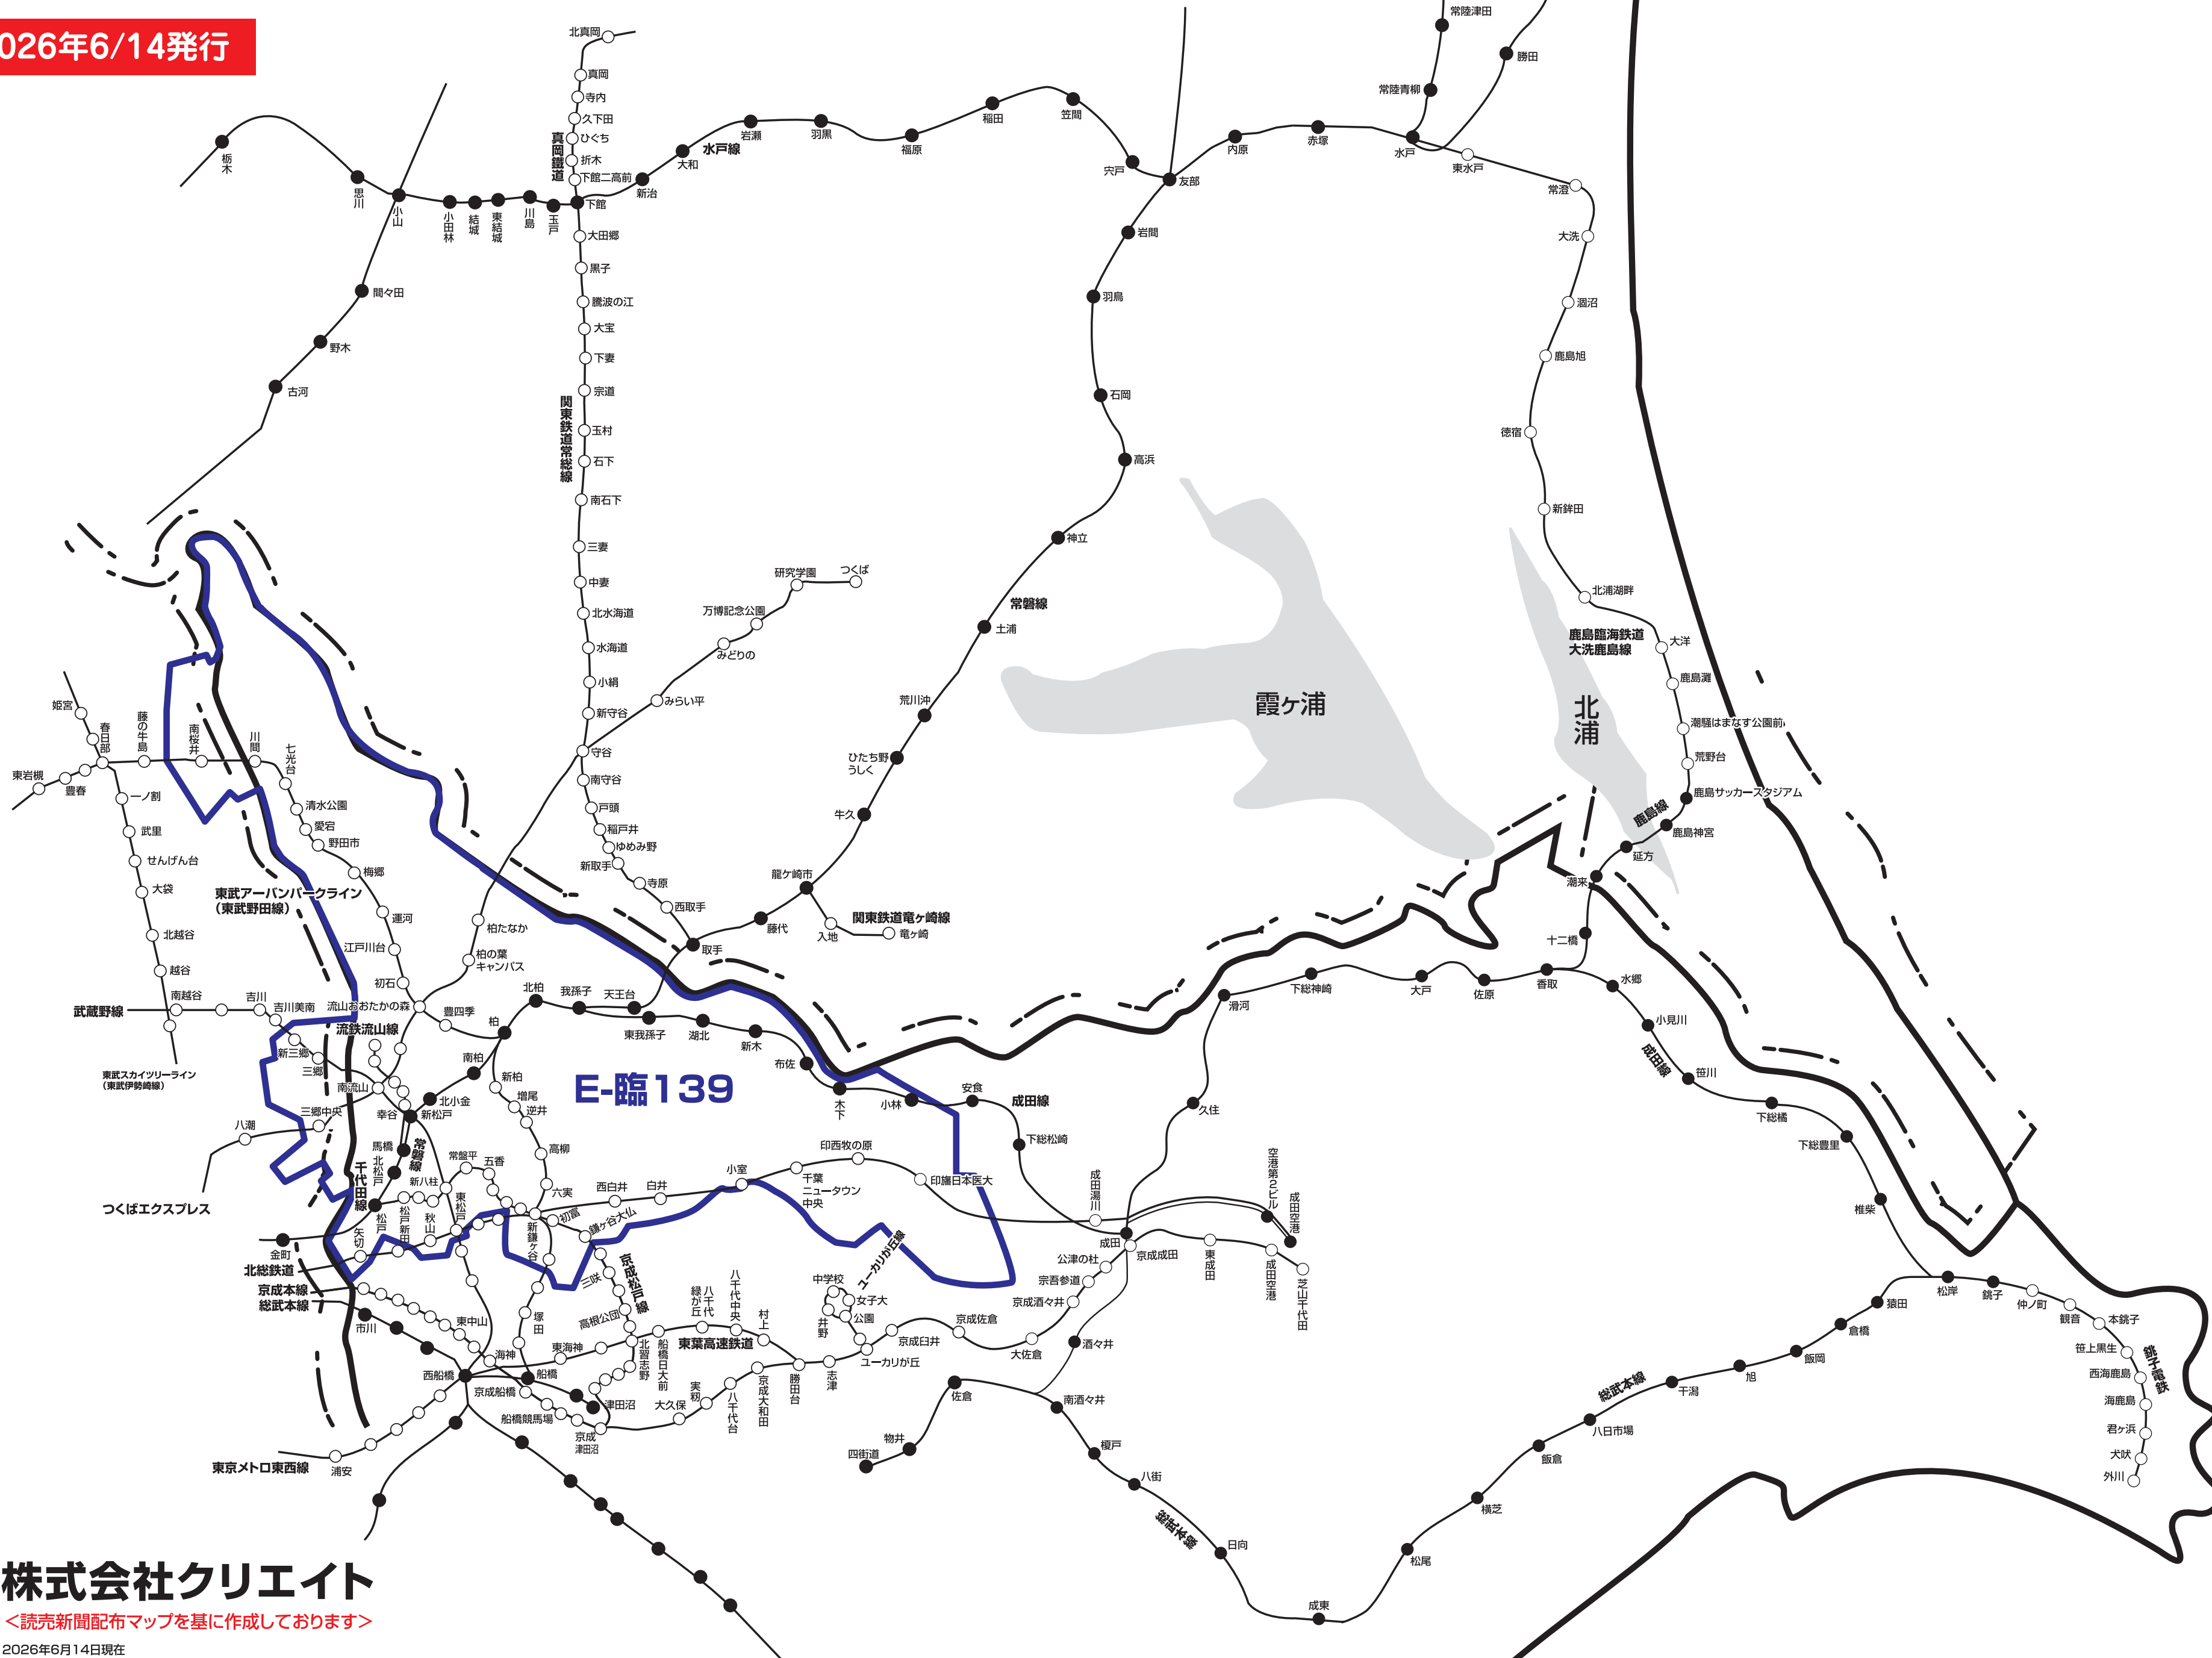 026年6/14発行
北真岡
真岡
寺内
久下田
ひぐち
折木
下館二高前
真岡鐵道
下館
栃木
思川
小山
小田林
結城
東結城
川島
玉戸
新治
大和
水戸線
岩瀬
羽黒
福原
稲田
笠間
宍戸
友部
内原
赤塚
水戸
常陸青柳
常陸津田
勝田
東水戸
常澄
大洗
涸沼
鹿島旭
徳宿
新鉾田
北浦湖畔
鹿島臨海鉄道
大洗鹿島線
大洋
鹿島灘
潮騒はまなす公園前
荒野台
鹿島サッカースタジアム
鹿島線
鹿島神宮
延方
潮来
十二橋
間々田
野木
古河
大田郷
黒子
騰波の江
大宝
下妻
宗道
玉村
石下
南石下
三妻
中妻
北水海道
水海道
小絹
新守谷
守谷
南守谷
戸頭
稲戸井
ゆめみ野
新取手
寺原
西取手
取手
関東鉄道常総線
研究学園
つくば
万博記念公園
みどりの
みらい平
岩間
羽鳥
石岡
高浜
神立
常磐線
土浦
荒川沖
ひたち野
うしく
牛久
龍ケ崎市
藤代
入地
関東鉄道竜ヶ崎線
竜ヶ崎
霞ヶ浦
北浦
姫宮
春日部
藤の牛島
南桜井
川間
七光台
東岩槻
豊春
一ノ割
武里
せんげん台
大袋
北越谷
越谷
清水公園
愛宕
野田市
梅郷
東武アーバンパークライン
（東武野田線）
運河
江戸川台
初石
流山おおたかの森
豊四季
柏たなか
柏の葉
キャンパス
武蔵野線
南越谷
吉川
吉川美南
新三郷
三郷
流鉄流山線
南流山
東武スカイツリーライン
（東武伊勢崎線）
八潮
三郷中央
つくばエクスプレス
柏
北柏
我孫子
天王台
東我孫子
湖北
新木
布佐
木下
小林
安食
成田線
下総松崎
南柏
北小金
新松戸
幸谷
馬橋
北松戸
常磐線
千代田線
松戸
金町
新柏
増尾
逆井
高柳
六実
E-臨139
常盤平
五香
新八柱
東松戸
松戸新田
秋山
矢切
北総鉄道
京成本線
総武本線
市川
新鎌ヶ谷
初富
鎌ヶ谷大仏
西白井
白井
小室
千葉
ニュータウン
中央
印西牧の原
印旛日本医大
成田湯川
空港第2ビル
成田空港
成田
京成成田
東成田
成田空港
芝山千代田
公津の杜
宗吾参道
京成酒々井
京成松戸線
三咲
高根公団
塚田
東中山
海神
東海神
西船橋
船橋
京成船橋
船橋競馬場
津田沼
京成
津田沼
北習志野
船橋日大前
八千代
緑が丘
八千代中央
村上
東葉高速鉄道
大久保
実籾
八千代台
京成大和田
勝田台
志津
ユーカリが丘線
中学校
女子大
公園
井野
ユーカリが丘
京成臼井
京成佐倉
大佐倉
酒々井
南酒々井
佐倉
物井
四街道
東京メトロ東西線
浦安
滑河
下総神崎
大戸
佐原
香取
水郷
小見川
成田線
笹川
下総橘
下総豊里
椎柴
久住
松岸
銚子
仲ノ町
観音
本銚子
笹上黒生
西海鹿島
海鹿島
君ヶ浜
犬吠
外川
銚子電鉄
猿田
倉橋
飯岡
旭
干潟
総武本線
八日市場
飯倉
横芝
松尾
成東
日向
総武本線
八街
榎戸
株式会社クリエイト
＜読売新聞配布マップを基に作成しております＞
2026年6月14日現在